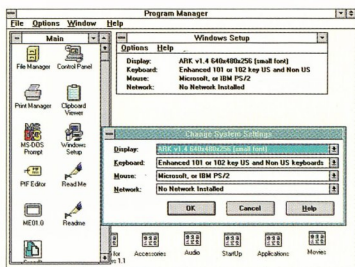 Program Manager
File Options Window Help
Main
File Manager
Control Panel
Print Manager
Clipboard Viewer
MS-DOS Prompt
Windows Setup
PIF Editor
Read Me
ME01.0
Readme
Windows Setup
Options Help
Display: ARK v1.4 640x480x256 (small font)
Keyboard: Enhanced 101 or 102 key US and Non US
Mouse: Microsoft, or IBM PS/2
Network: No Network Installed
Change System Settings
Display: ARK v1.4 640x480x256 (small font)
Keyboard: Enhanced 101 or 102 key US and Non US keyboards
Mouse: Microsoft, or IBM PS/2
Network: No Network Installed
OK Cancel Help
for
1.1
Accessories
Audio
StartUp
Applications
Movies